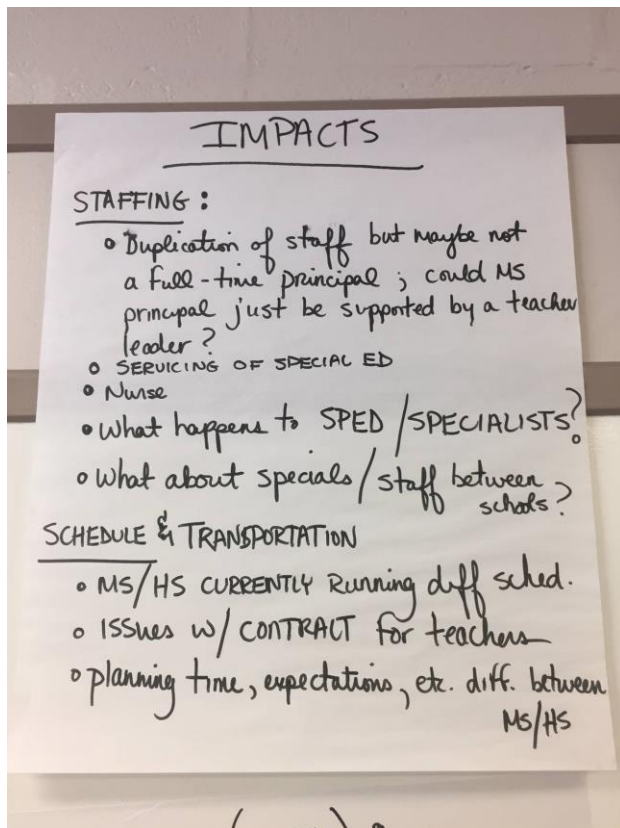 IMPACTS
STAFFING:
• Duplication of staff but maybe not
a full-time principal; could MS
principal just be supported by a teacher
leader?
• SERVICING OF SPECIAL ED
• Nurse
• What happens to SPED/SPECIALISTS?
• What about specials/staff between
schools?
SCHEDULE & TRANSPORTATION
• MS/HS CURRENTLY Running diff sched.
• ISSues w/ CONTRACT for teachers
• planning time, expectations, etc. diff. between
MS/HS